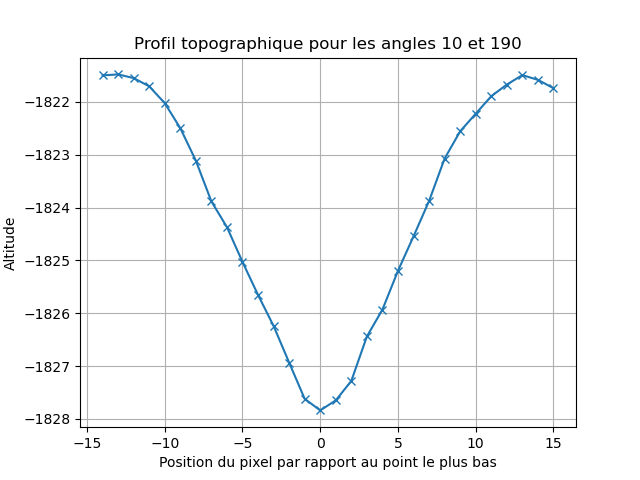 Profil topographique pour les angles 10 et 190
Altitude
−1822
−1823
−1824
−1825
−1826
−1827
−1828
−15 −10 −5 0 5 10 15
Position du pixel par rapport au point le plus bas